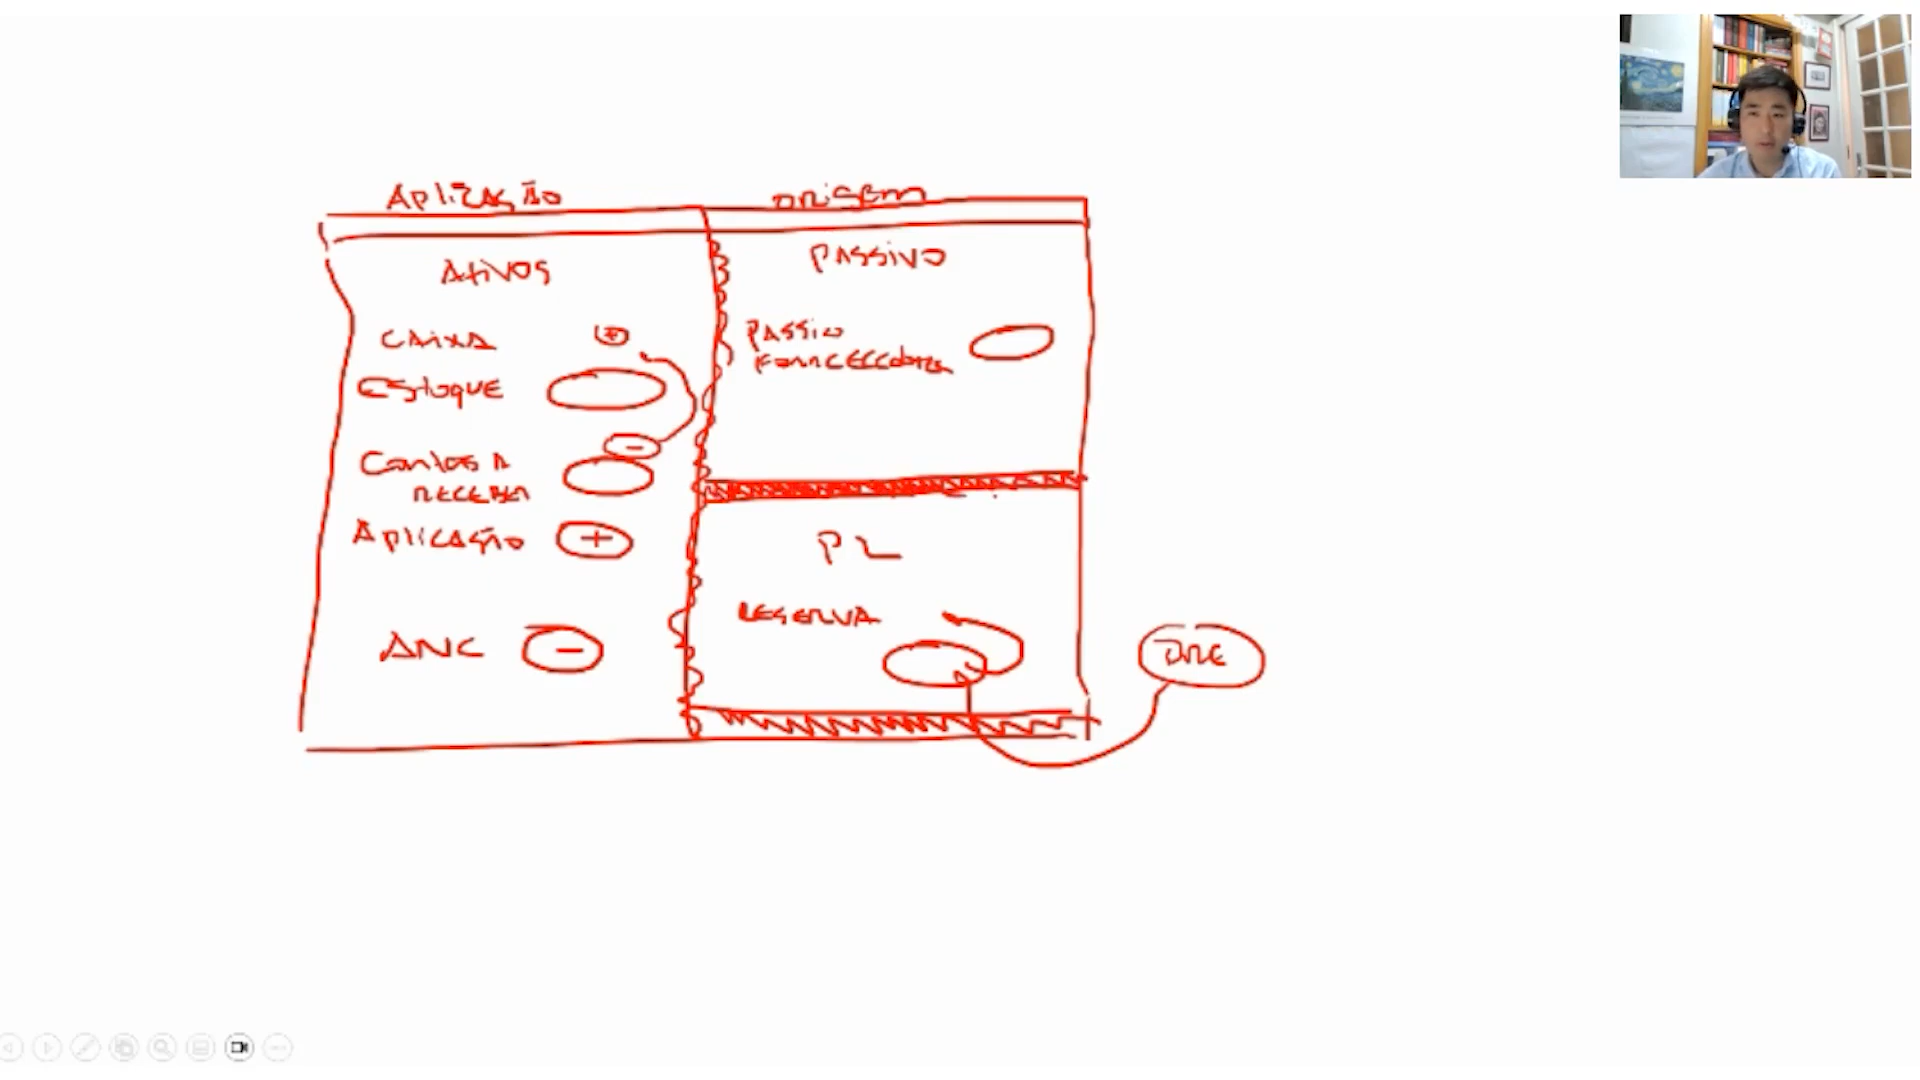 Aplicação
Origem
Ativos
Passivo
Caixa +
Passivo
Fornecedores
Estoque
-
Contas a
receber
Aplicação +
PL
Reserva
ANC -
DRE